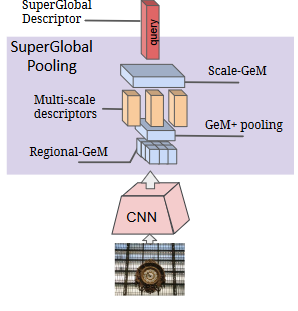 SuperGlobal
Descriptor
query
SuperGlobal
Pooling
Scale-GeM
Multi-scale
descriptors
GeM+ pooling
Regional-GeM
CNN